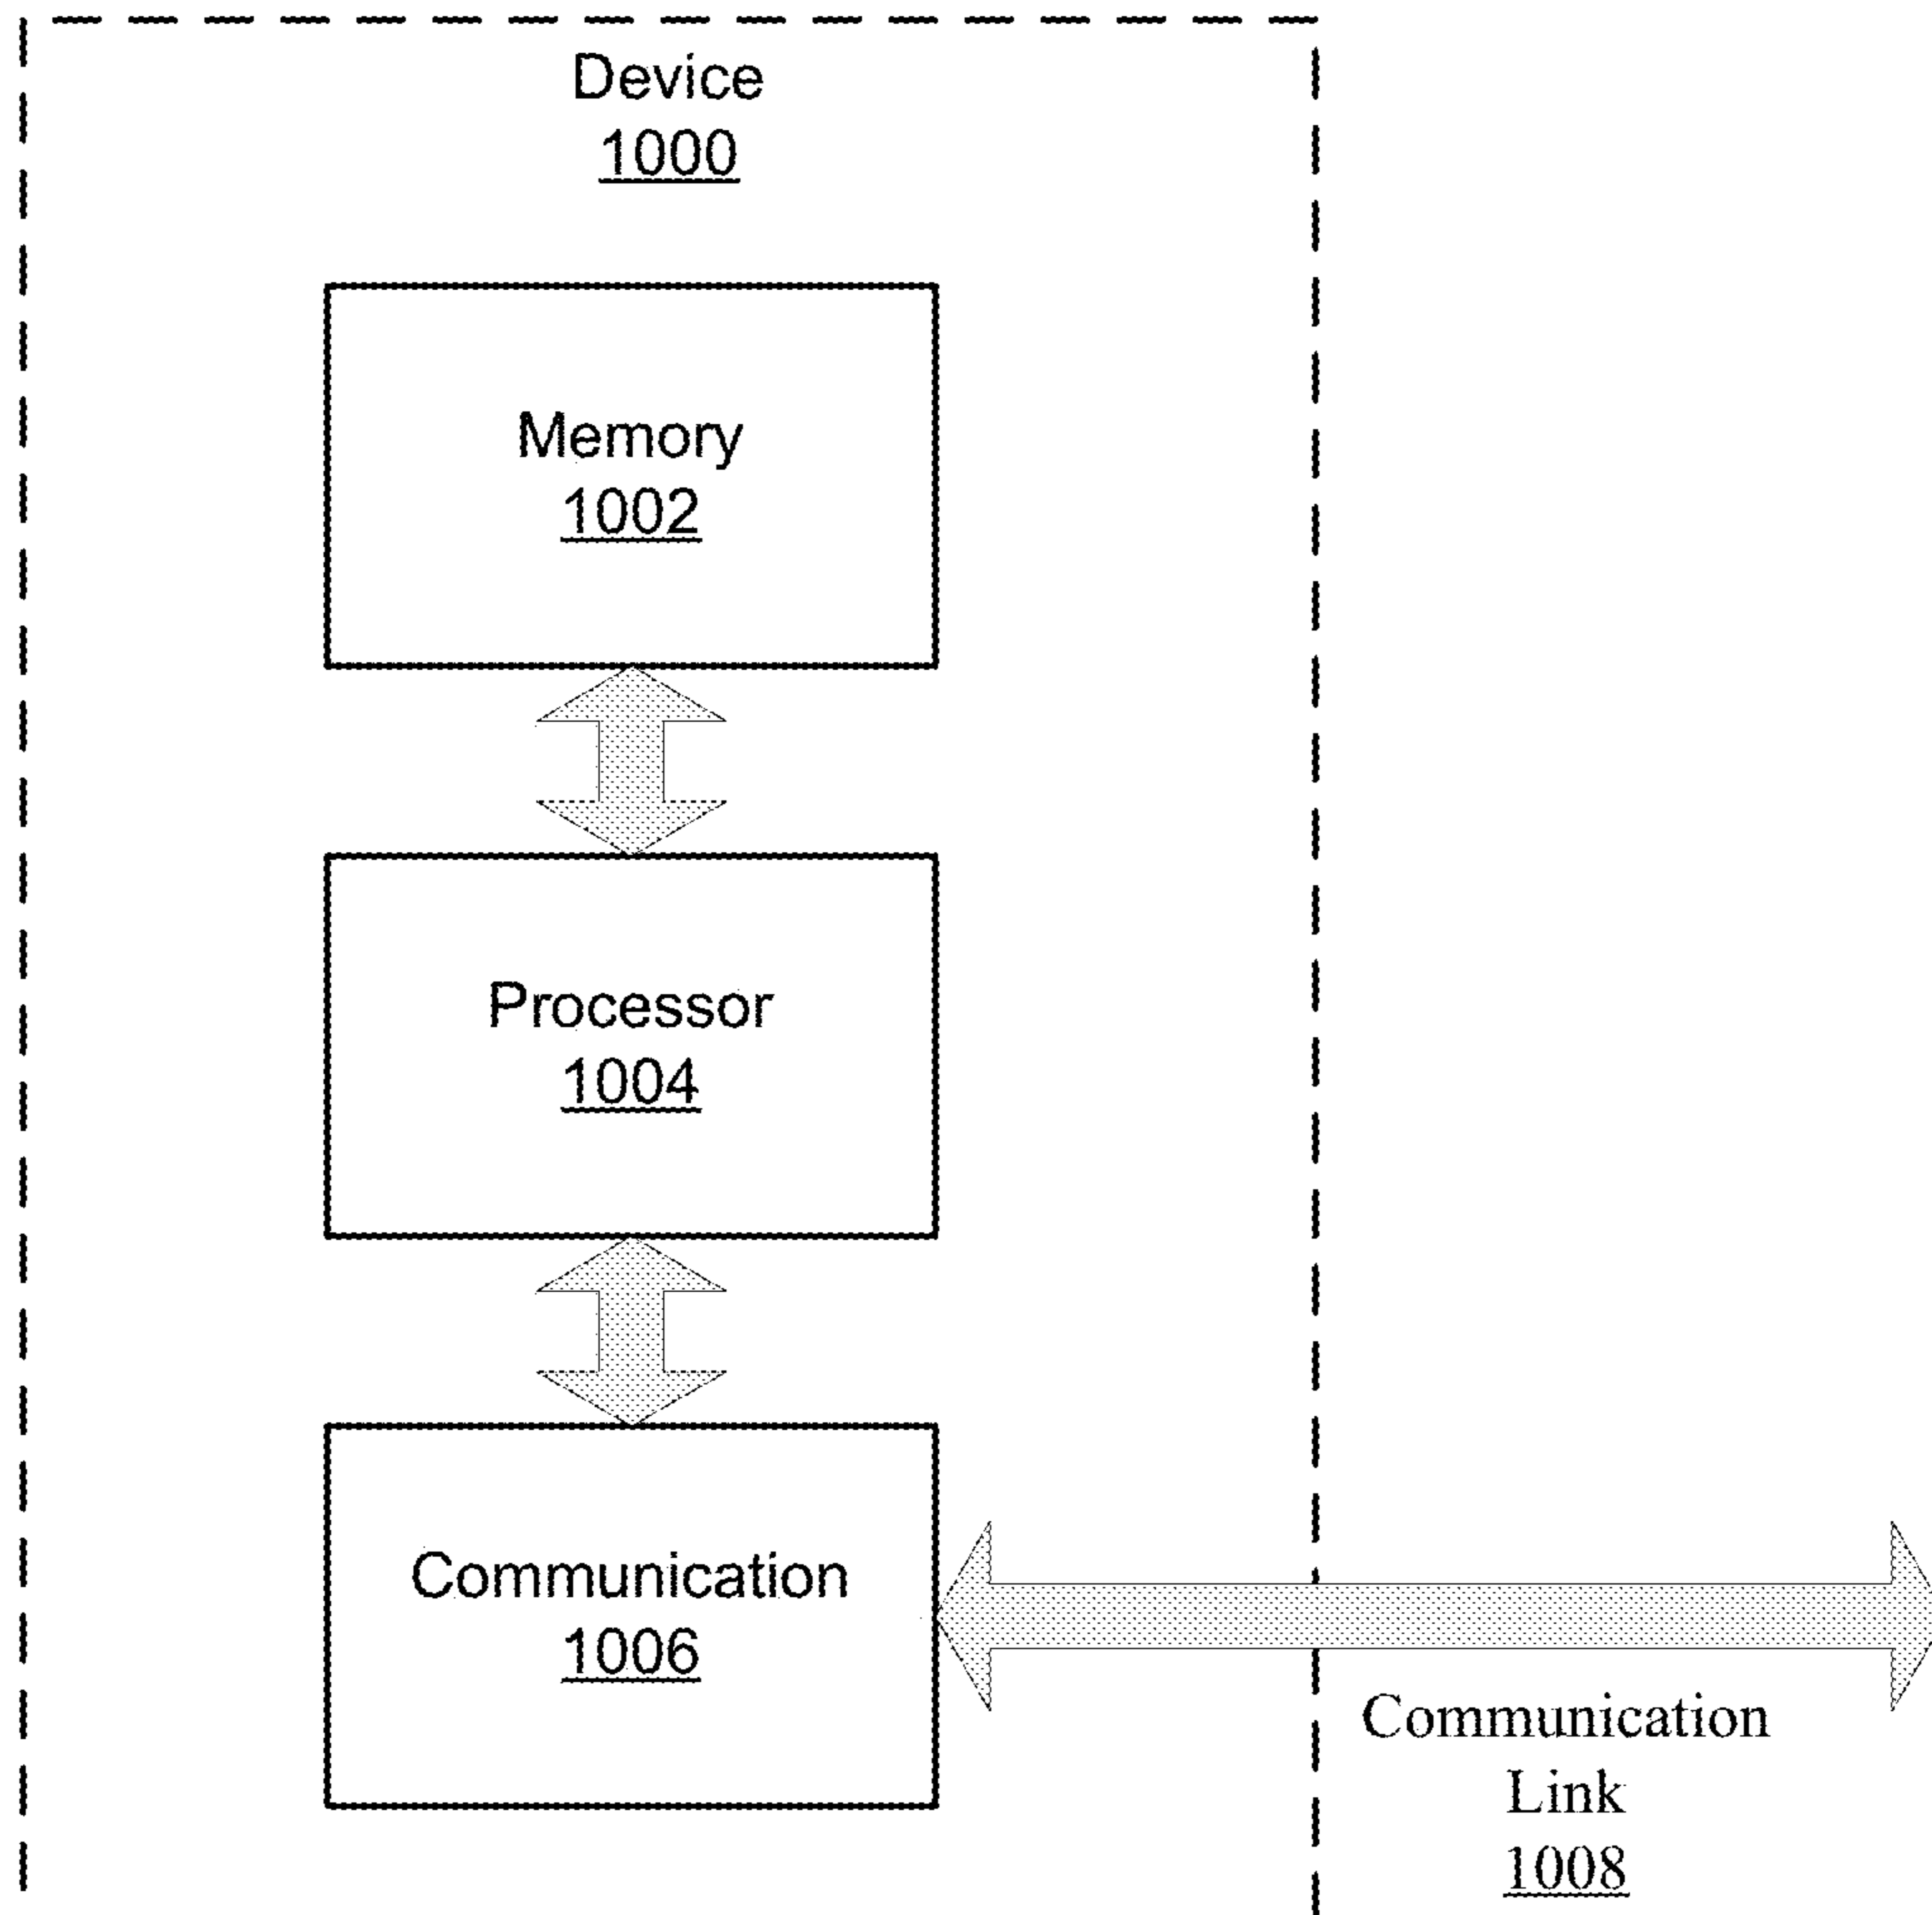 Device
1000
Memory
1002
Processor
1004
Communication
1006
Communication
Link
1008